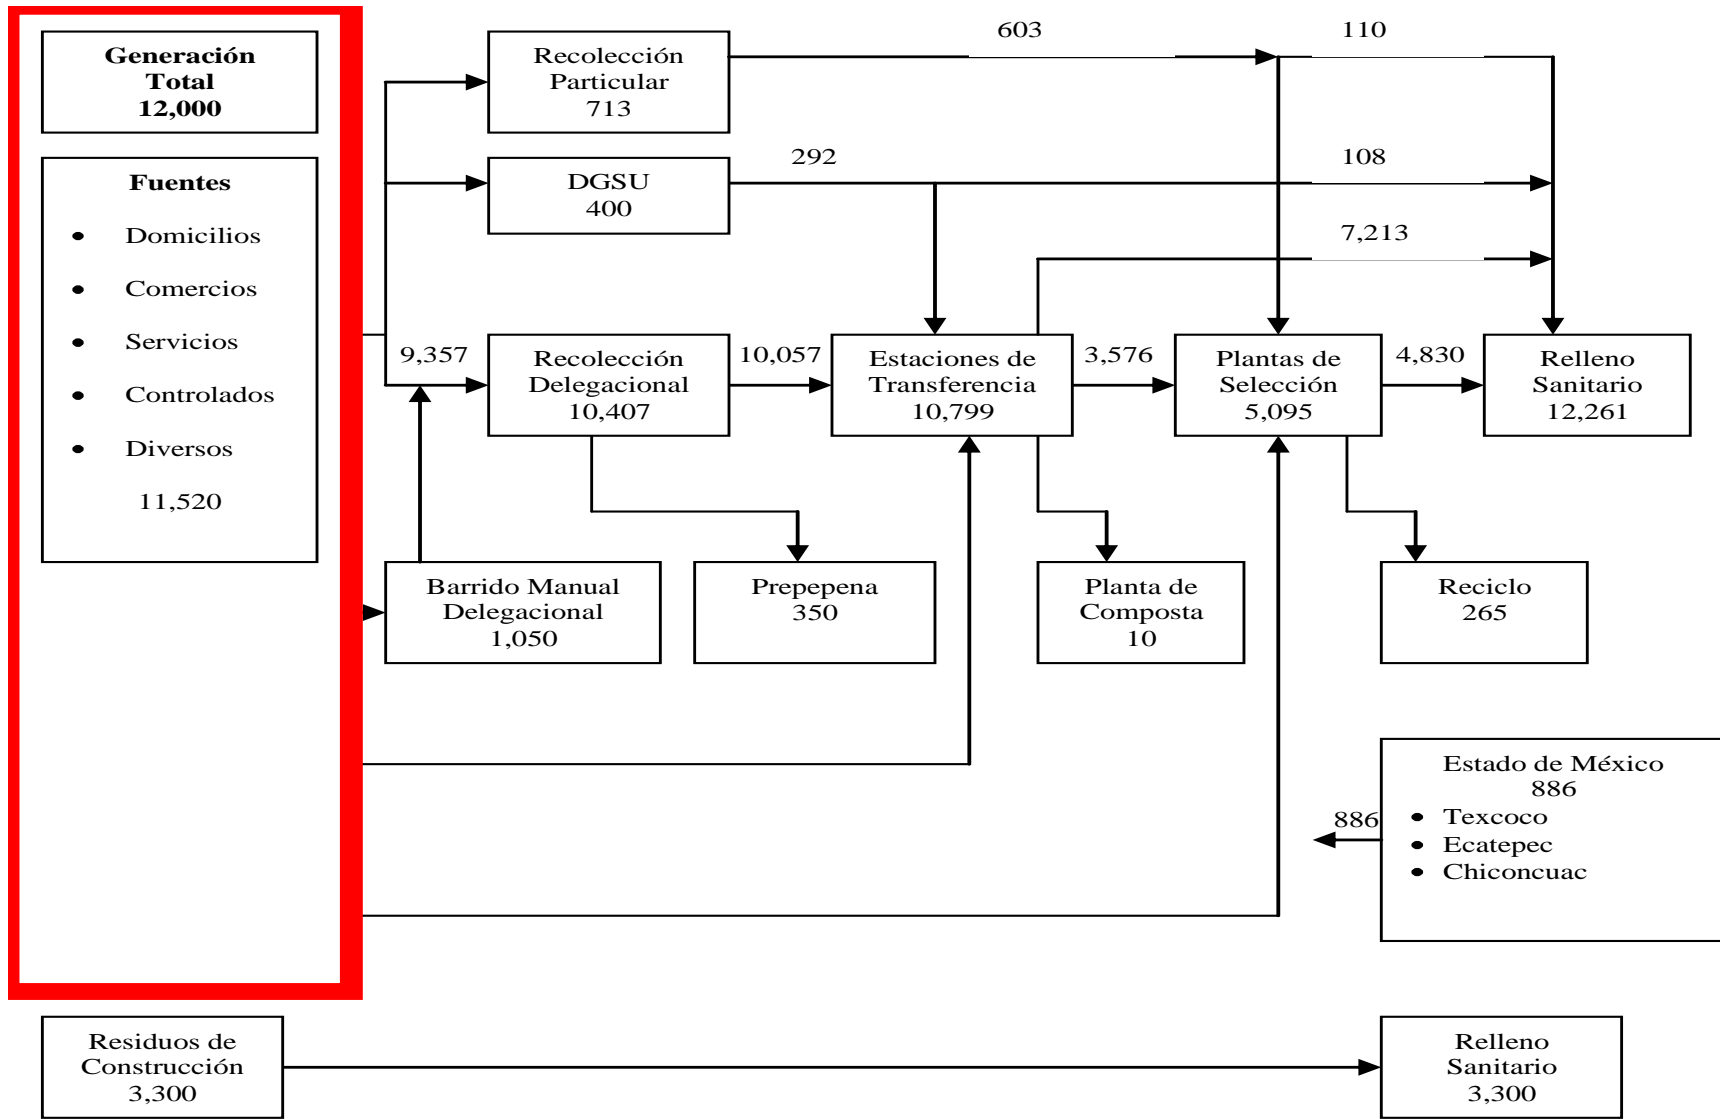 Generación
Total
12,000
Fuentes
• Domicilios
• Comercios
• Servicios
• Controlados
• Diversos
11,520
Recolección
Particular
713
603
110
DGSU
400
292
108
7,213
9,357
Recolección
Delegacional
10,407
10,057
Estaciones de
Transferencia
10,799
3,576
Plantas de
Selección
5,095
4,830
Relleno
Sanitario
12,261
Barrido Manual
Delegacional
1,050
Prepepena
350
Planta de
Composta
10
Reciclo
265
886
Estado de México
886
• Texcoco
• Ecatepec
• Chiconcuac
Residuos de
Construcción
3,300
Relleno
Sanitario
3,300